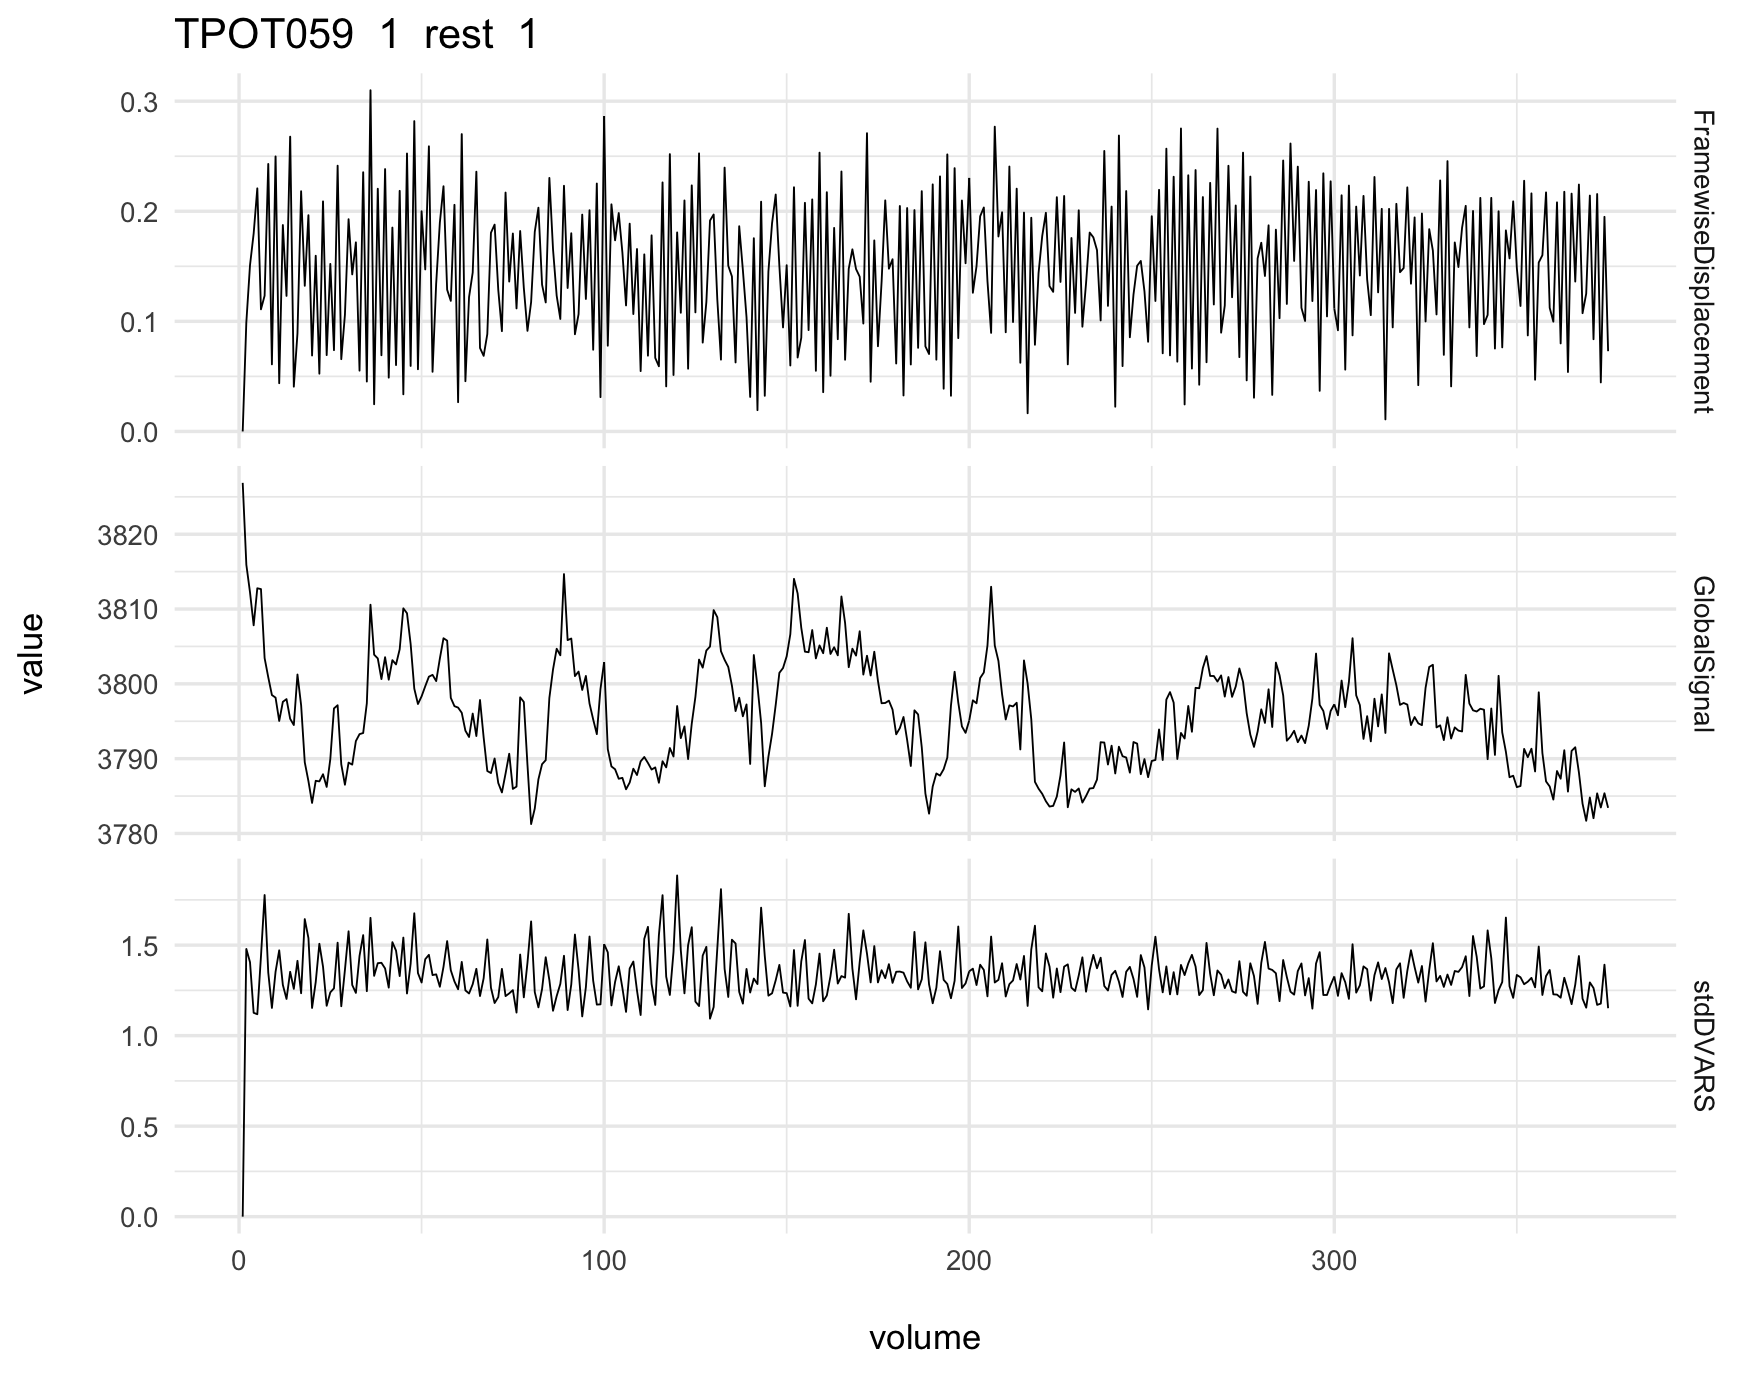 TPOT059 1 rest 1
0.3
0.2
0.1
0.0
FramewiseDisplacement
3820
3810
3800
3790
3780
GlobalSignal
1.5
1.0
0.5
0.0
stdDVARS
value
0 100 200 300
volume